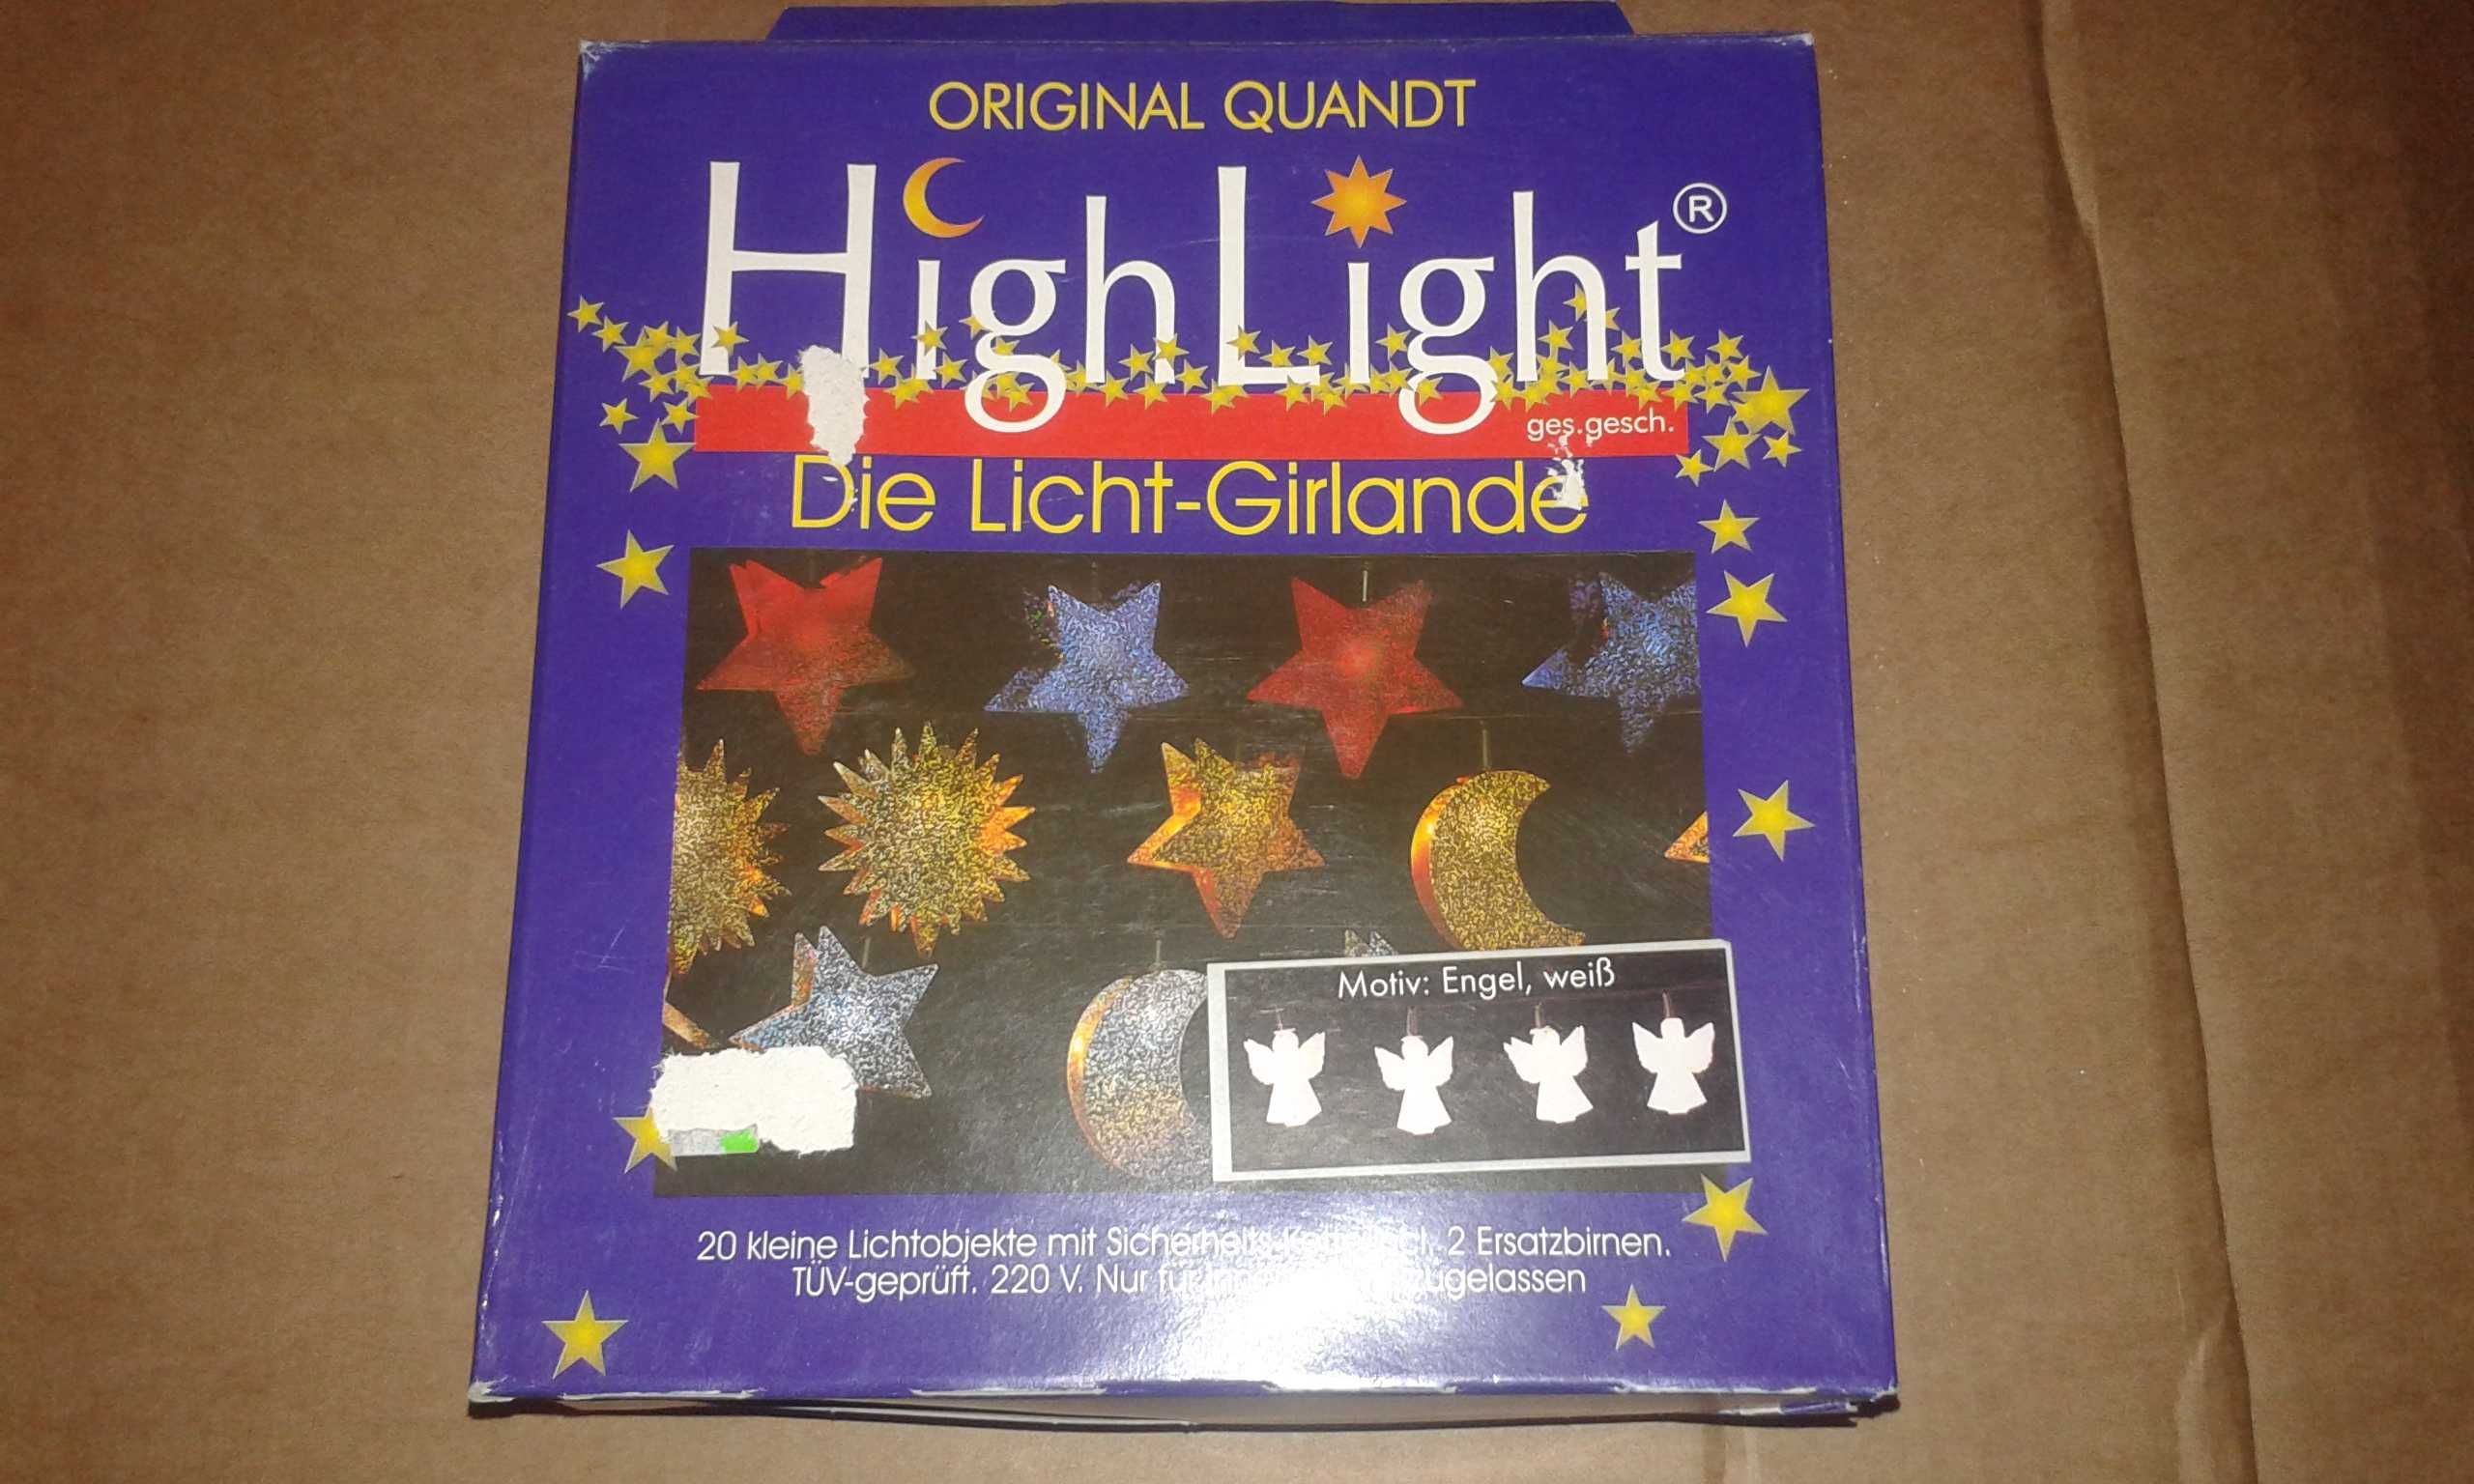 ORIGINAL QUANDT
HighLight®
ges.gesch.
Die Licht-Girlande
Motiv: Engel, weiß
20 kleine Lichtobjekte mit Sicherheits 2 Ersatzbirnen.
TÜV-geprüft. 220 V. Nur für zugelassen